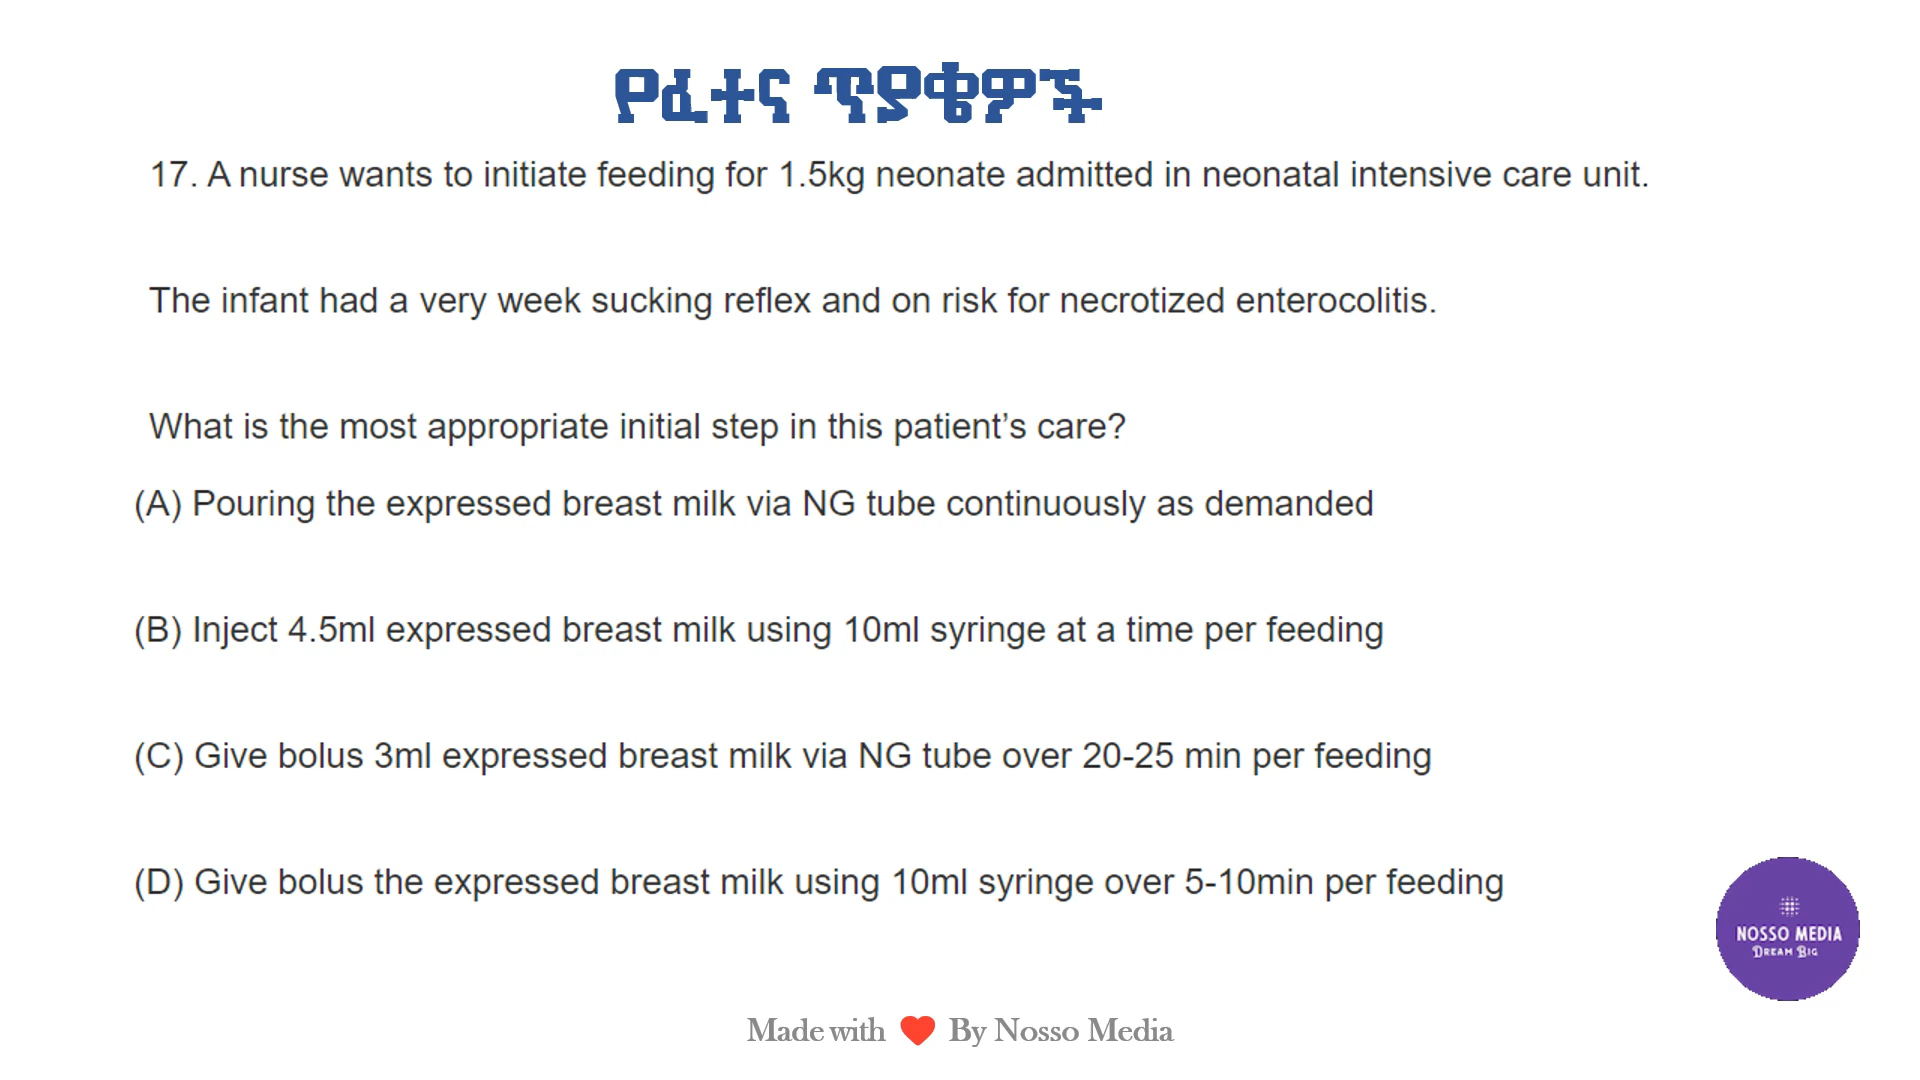 የፈተና ጥያቄዎች
17. A nurse wants to initiate feeding for 1.5kg neonate admitted in neonatal intensive care unit.
The infant had a very week sucking reflex and on risk for necrotized enterocolitis.
What is the most appropriate initial step in this patient’s care?
(A) Pouring the expressed breast milk via NG tube continuously as demanded
(B) Inject 4.5ml expressed breast milk using 10ml syringe at a time per feeding
(C) Give bolus 3ml expressed breast milk via NG tube over 20-25 min per feeding
(D) Give bolus the expressed breast milk using 10ml syringe over 5-10min per feeding
NOSSO MEDIA
DREAM BIG
Made with ❤ By Nosso Media